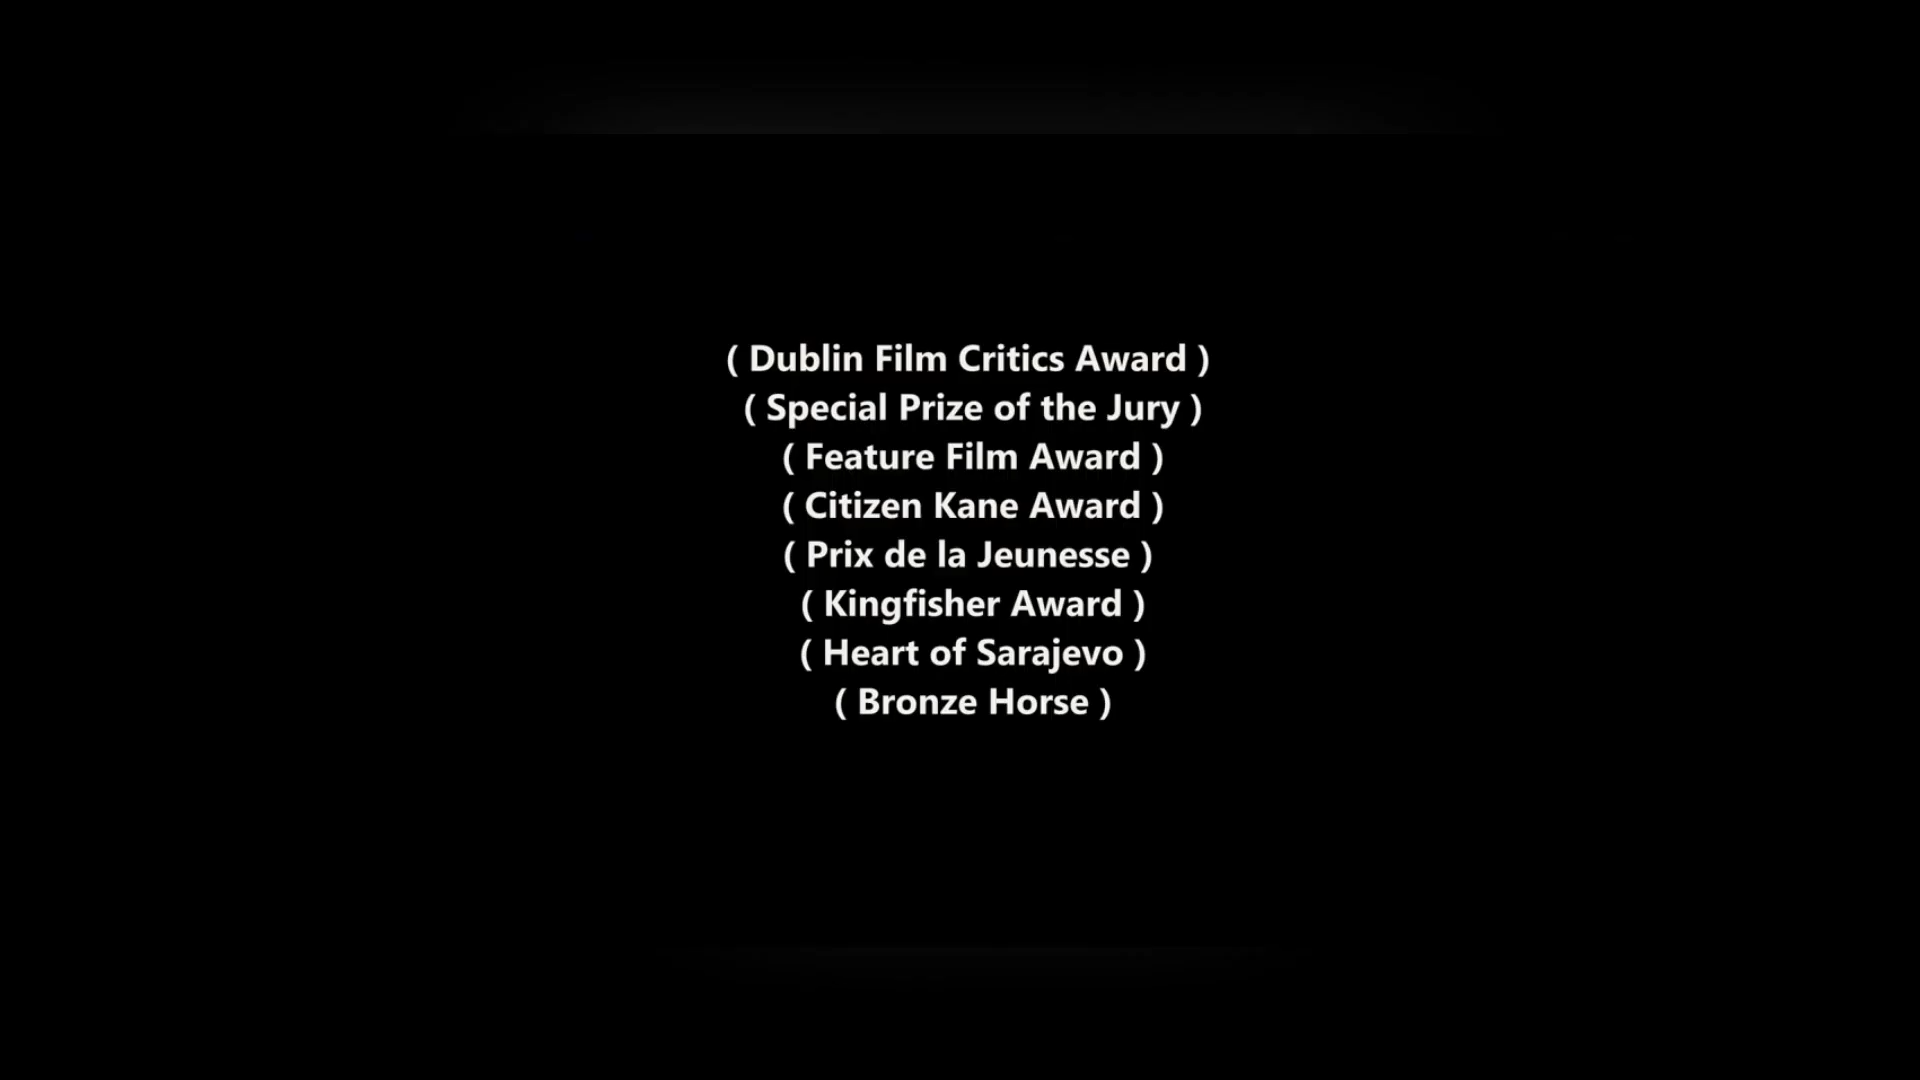 ( Dublin Film Critics Award )
( Special Prize of the Jury )
( Feature Film Award )
( Citizen Kane Award )
( Prix de la Jeunesse )
( Kingfisher Award )
( Heart of Sarajevo )
( Bronze Horse )